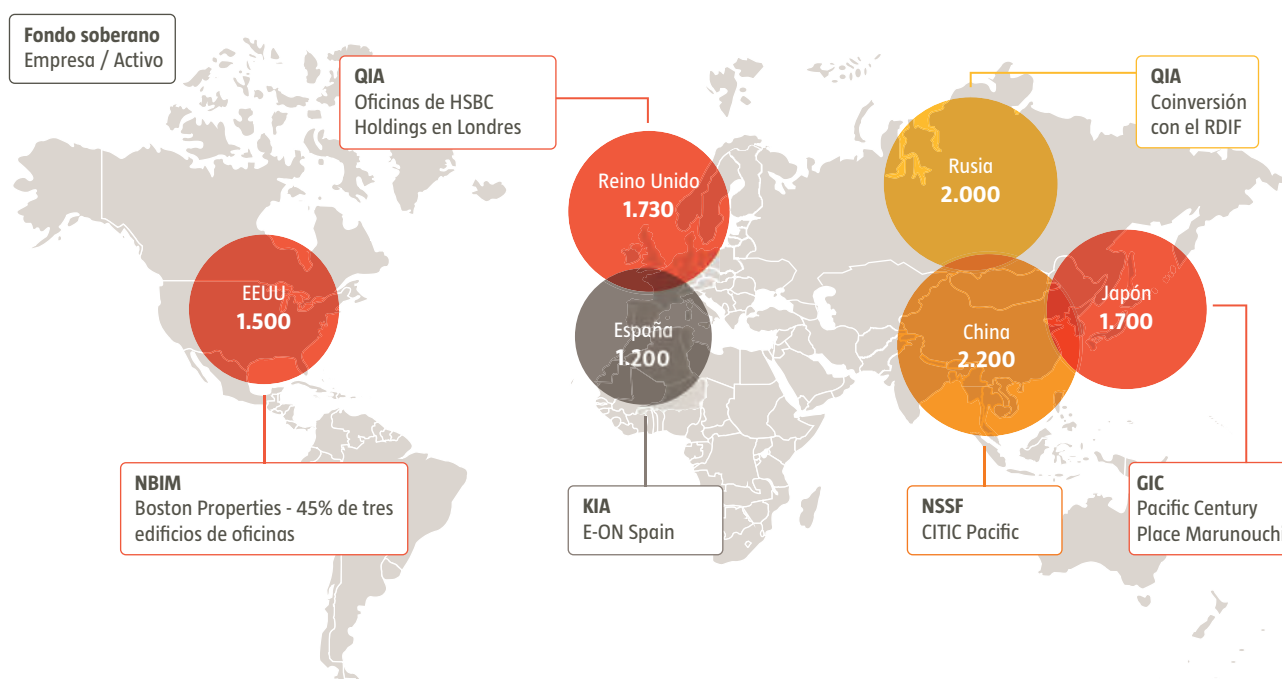 Fondo soberano
Empresa / Activo
QIA
Oficinas de HSBC
Holdings en Londres
QIA
Coinversión
con el RDIF
Reino Unido
1.730
Rusia
2.000
EEUU
1.500
España
1.200
China
2.200
Japón
1.700
NBIM
Boston Properties - 45% de tres
edificios de oficinas
KIA
E-ON Spain
NSSF
CITIC Pacific
GIC
Pacific Century
Place Marunouchi